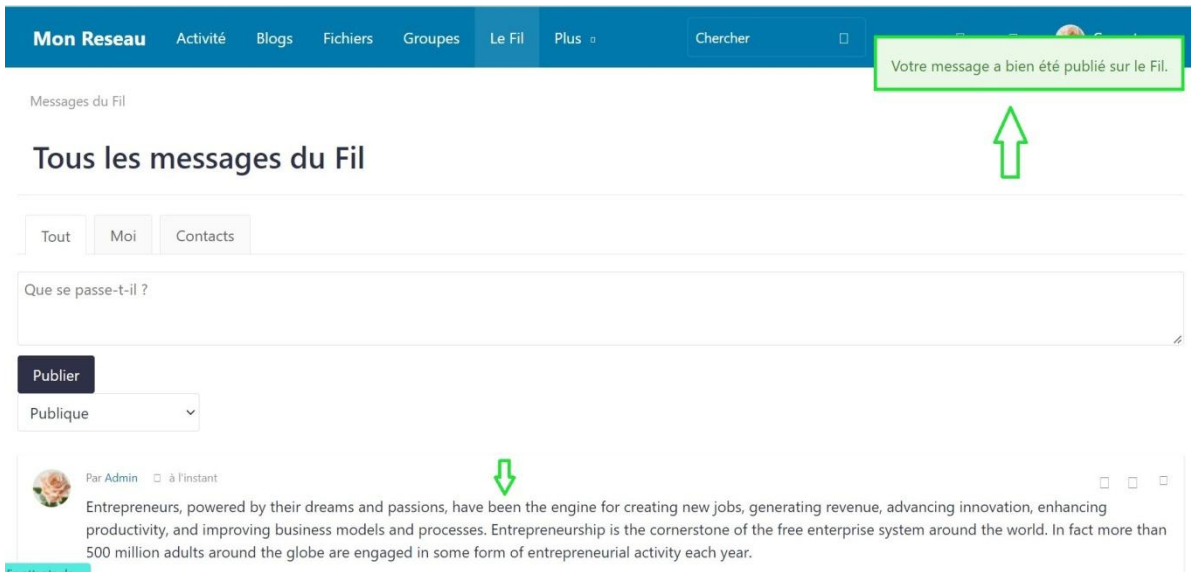 Mon Reseau Activité Blogs Fichiers Groupes Le Fil Plus Chercher
Votre message a bien été publié sur le Fil.
Messages du Fil
Tous les messages du Fil
Tout Moi Contacts
Que se passe-t-il ?
Publier
Publique
Par Admin à l'instant
Entrepreneurs, powered by their dreams and passions, have been the engine for creating new jobs, generating revenue, advancing innovation, enhancing
productivity, and improving business models and processes. Entrepreneurship is the cornerstone of the free enterprise system around the world. In fact more than
500 million adults around the globe are engaged in some form of entrepreneurial activity each year.